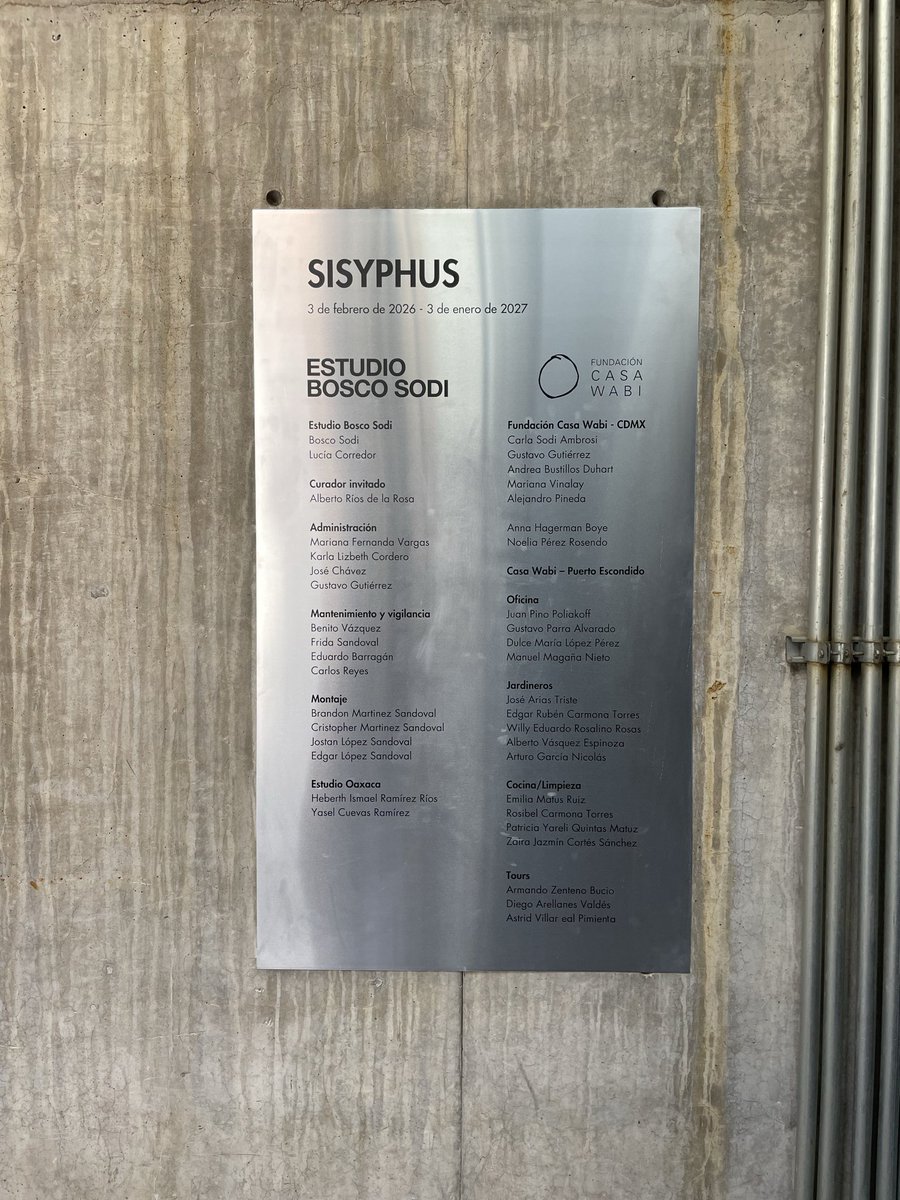 SISYPHUS
3 de febrero de 2026 - 3 de enero de 2027
ESTUDIO
BOSCO SODI
Estudio Bosco Sodi
Bosco Sodi
Lucía Corredor
Curador invitado
Alberto Ríos de la Rosa
Administración
Mariana Fernanda Vargas
Karla Lizbeth Cordero
José Chávez
Gustavo Gutiérrez
Mantenimiento y vigilancia
Benito Vázquez
Frida Sandoval
Eduardo Barragán
Carlos Reyes
Montaje
Brandon Martinez Sandoval
Cristopher Martinez Sandoval
Jostan López Sandoval
Edgar López Sandoval
Estudio Oaxaca
Heberth Ismael Ramírez Ríos
Yasel Cuevas Ramírez
FUNDACIÓN
CASA
WABI
Fundación Casa Wabi - CDMX
Carla Sodi Ambrosi
Gustavo Gutiérrez
Andrea Bustillos Duhart
Mariana Vinalay
Alejandro Pineda
Anna Hagerman Boye
Noelia Pérez Rosendo
Casa Wabi – Puerto Escondido
Oficina
Juan Pino Poliakoff
Gustavo Parra Alvarado
Dulce María López Pérez
Manuel Magaña Nieto
Jardineros
José Arias Triste
Edgar Rubén Carmona Torres
Willy Eduardo Rosalino Rosas
Alberto Vásquez Espinoza
Arturo García Nicolás
Cocina/Limpieza
Emilia Matus Ruiz
Rosibel Carmona Torres
Patricia Yareli Quintas Matuz
Zaira Jazmín Cortés Sánchez
Tours
Armando Zenteno Bucio
Diego Arellanes Valdés
Astrid Villar eal Pimienta